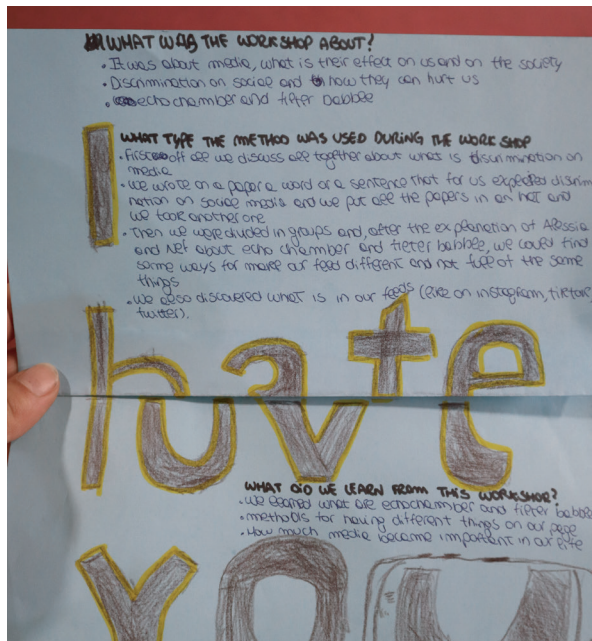 WHAT WAS THE WORKSHOP ABOUT?
• It was about media, what is their effect on us and on the society
• Discrimination on social and how they can hurt us
• echo chamber and filter babble
I
WHAT TYPE THE METHOD WAS USED DURING THE WORK SHOP
• First off all we discuss all together about what is discrimination on
media
• We wrote on a paper a word or a sentence that for us expected discrimi
nation on social media and we put all the papers in an hat and
we took another one
• Then we were divided in groups and, after the explanation of Alessia
and Nef about echo chamber and filter babble, we could find
some ways for make our feed different and not full of the same
things
• We also discovered what is in our feeds (like on instagram, tiktok,
twitter).
hate
WHAT DID WE LEARN FROM THIS WORKSHOP?
• We learned what are echochamber and filter babble
• methods for having different things on our page
• How much media became important in our life
YOU